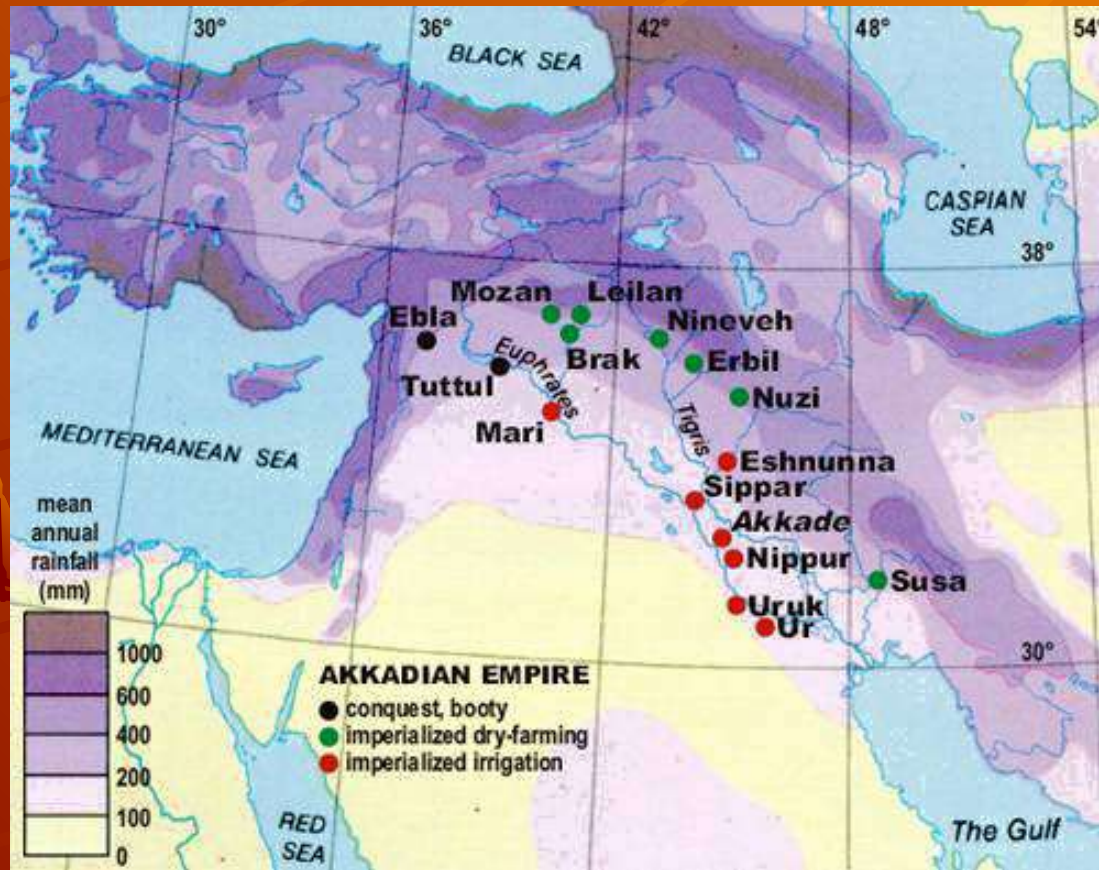 30°
36°
42°
48°
54°
BLACK SEA
CASPIAN
SEA
38°
Mozan
Leilan
Ebla
Nineveh
Euphrates
Brak
Erbil
Tuttul
Nuzi
Mari
Tigris
MEDITERRANEAN SEA
Eshnunna
Sippar
Akkade
Nippur
Susa
Uruk
Ur
30°
mean
annual
rainfall
(mm)
1000
600
400
200
100
0
AKKADIAN EMPIRE
conquest, booty
imperialized dry-farming
imperialized irrigation
RED
SEA
The Gulf